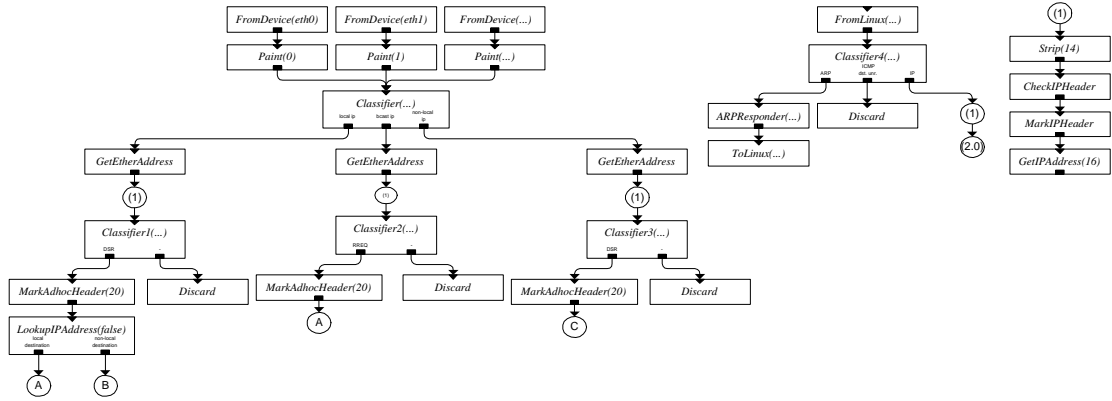 FromDevice(eth0)
FromDevice(eth1)
FromDevice(...)
Paint(0)
Paint(1)
Paint(...)
Classifier(...)
local ip
bcast ip
non-local
ip
GetEtherAddress
GetEtherAddress
GetEtherAddress
(1)
(1)
(1)
Classifier1(...)
DSR
-
Classifier2(...)
RREQ
-
Classifier3(...)
DSR
-
MarkAdhocHeader(20)
Discard
MarkAdhocHeader(20)
Discard
MarkAdhocHeader(20)
Discard
A
C
LookupIPAddress(false)
local
destination
non-local
destination
A
B
FromLinux(...)
Classifier4(...)
ARP
ICMP
dst. unr.
IP
ARPResponder(...)
Discard
(1)
ToLinux(...)
(2.0)
(1)
Strip(14)
CheckIPHeader
MarkIPHeader
GetIPAddress(16)